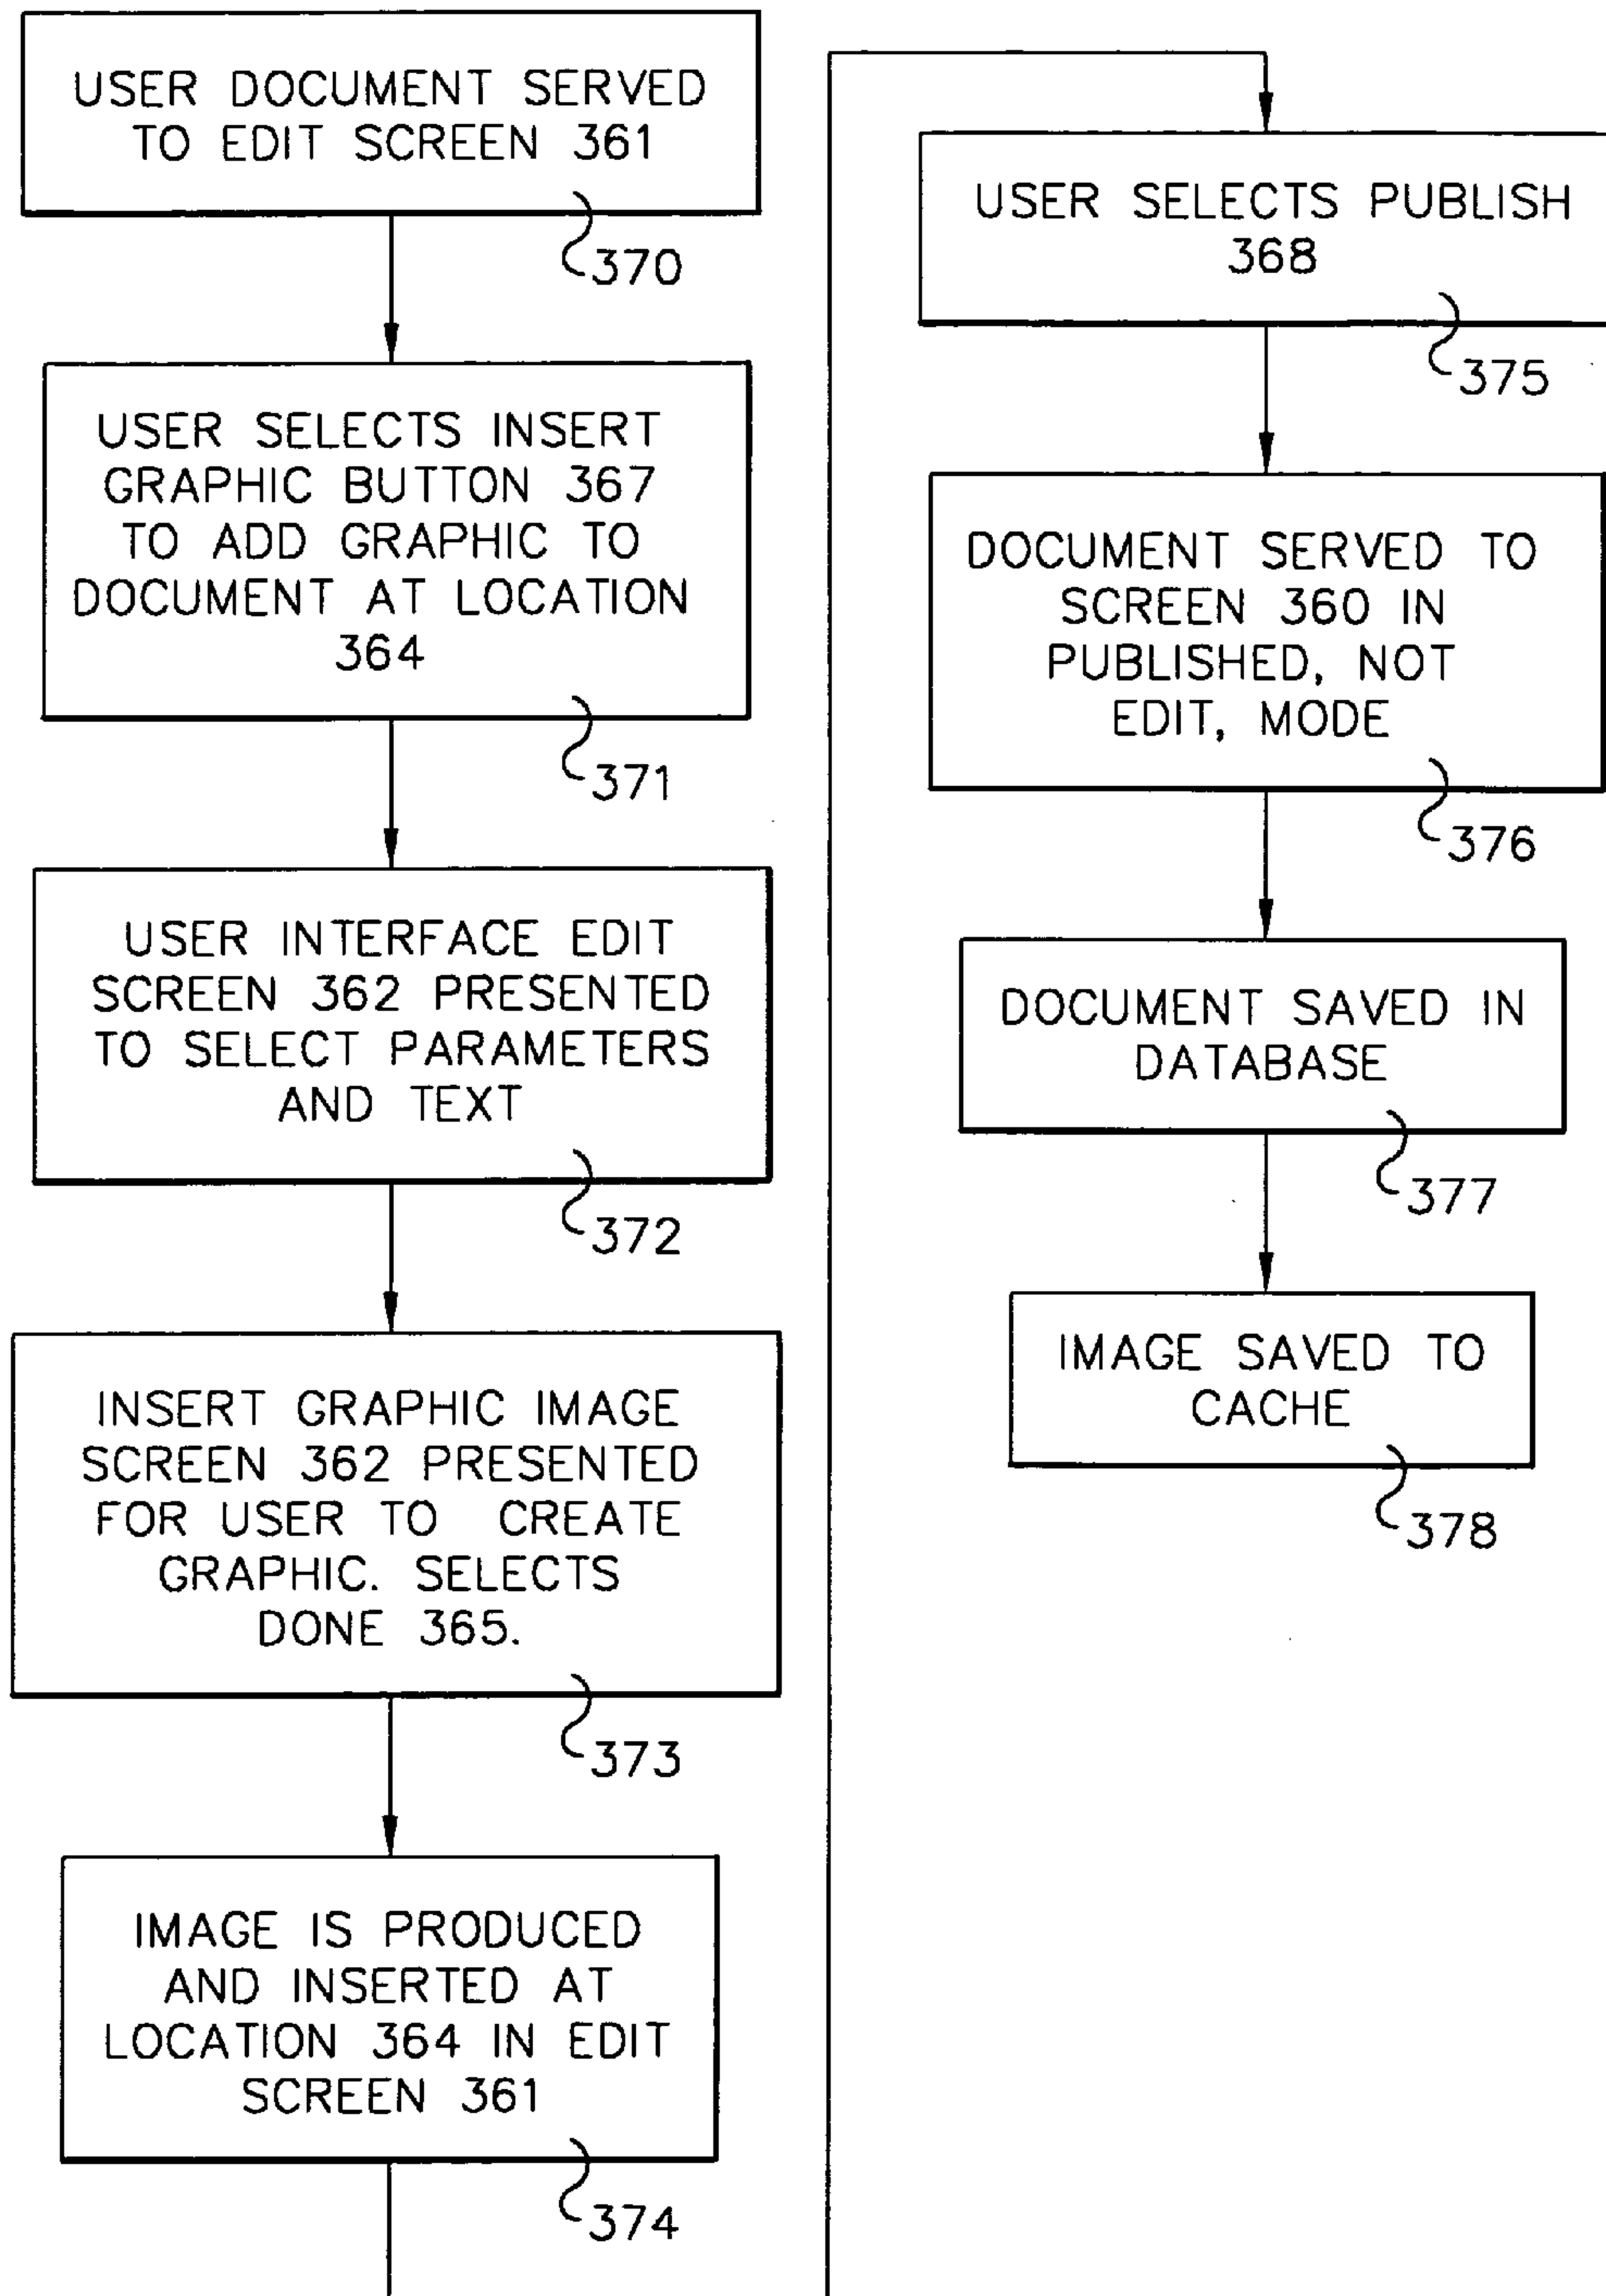 USER DOCUMENT SERVED
TO EDIT SCREEN 361
370
USER SELECTS INSERT
GRAPHIC BUTTON 367
TO ADD GRAPHIC TO
DOCUMENT AT LOCATION
364
371
USER INTERFACE EDIT
SCREEN 362 PRESENTED
TO SELECT PARAMETERS
AND TEXT
372
INSERT GRAPHIC IMAGE
SCREEN 362 PRESENTED
FOR USER TO CREATE
GRAPHIC. SELECTS
DONE 365.
373
IMAGE IS PRODUCED
AND INSERTED AT
LOCATION 364 IN EDIT
SCREEN 361
374
USER SELECTS PUBLISH
368
375
DOCUMENT SERVED TO
SCREEN 360 IN
PUBLISHED, NOT
EDIT, MODE
376
DOCUMENT SAVED IN
DATABASE
377
IMAGE SAVED TO
CACHE
378